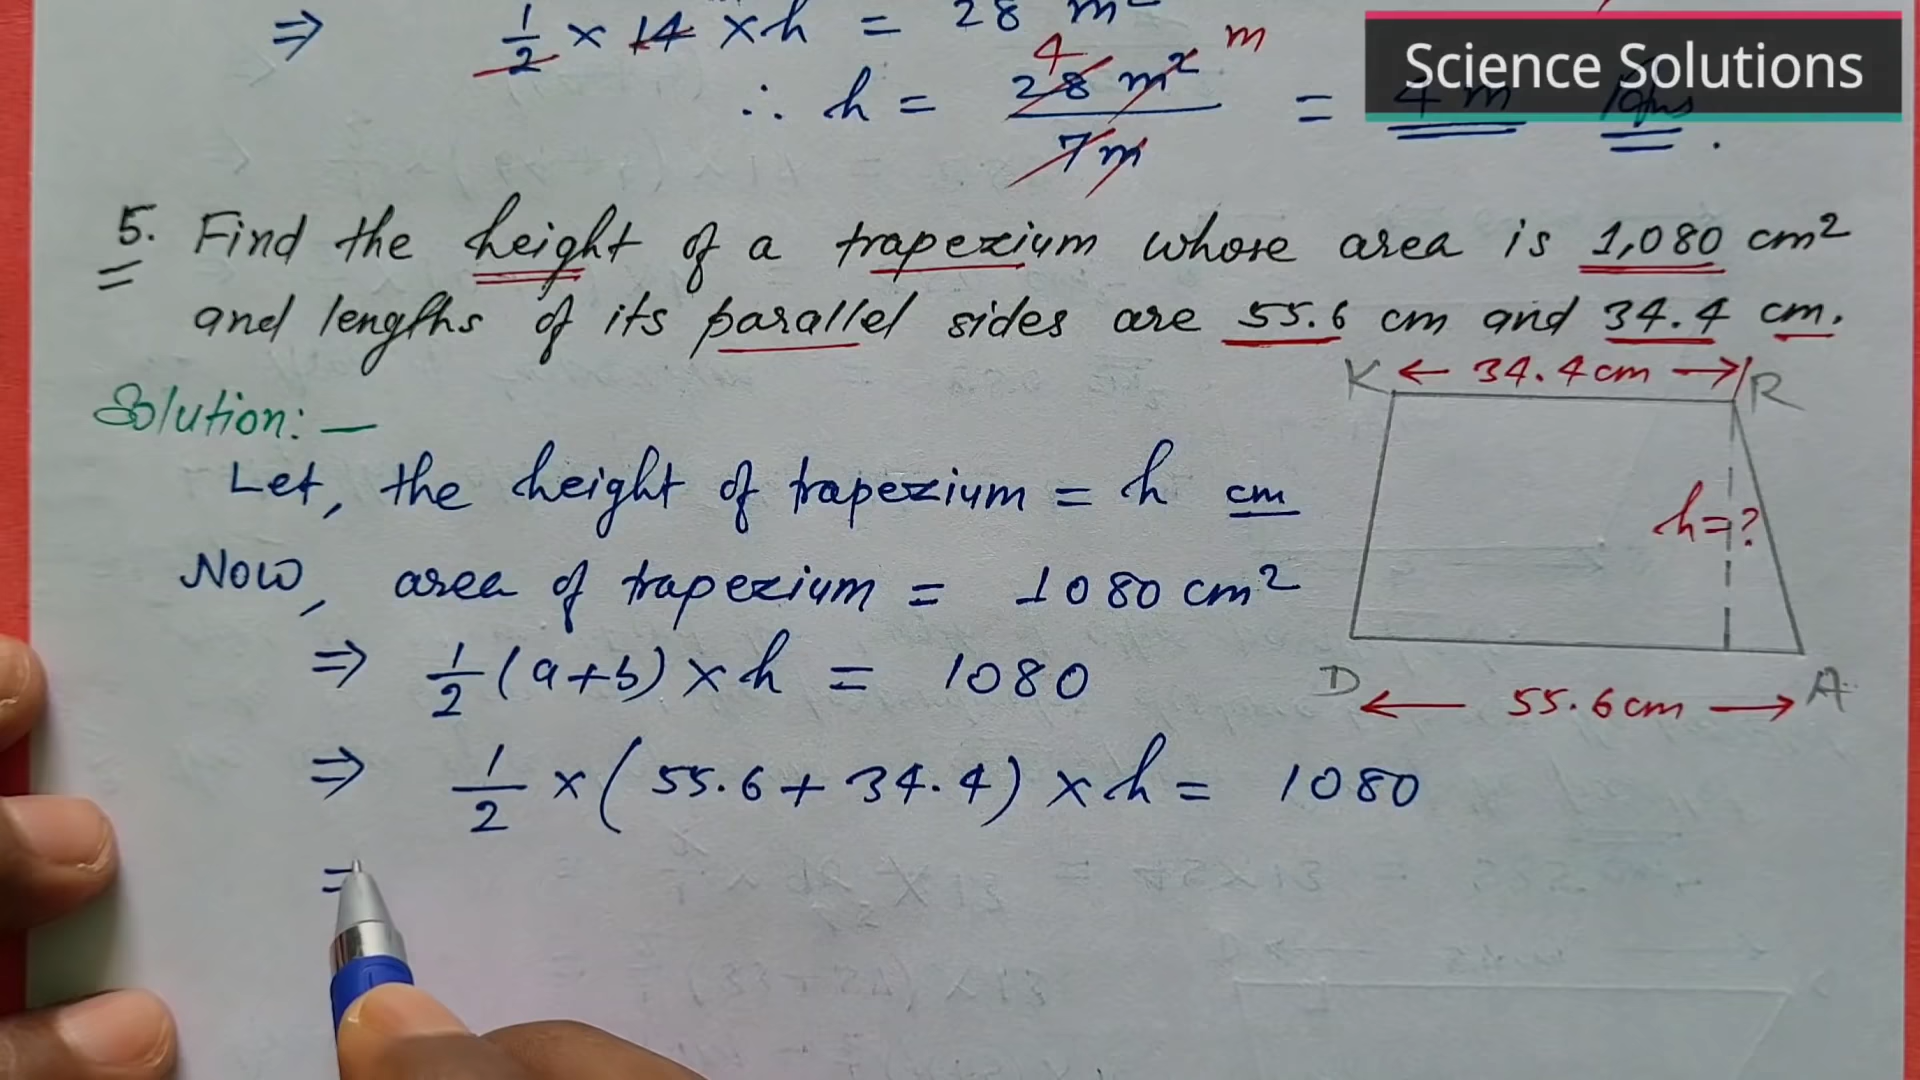 ⇒ 1/2 × 14 × h = 28 m²
4 m
∴ h = 28 m² / 7 m = 4 m Ans.
Science Solutions
5. Find the height of a trapezium whose area is 1,080 cm²
and lengths of its parallel sides are 55.6 cm and 34.4 cm.
K ← 34.4 cm → R
Solution:—
Let, the height of trapezium = h cm
h = ?
Now, area of trapezium = 1080 cm²
⇒ 1/2 (a+b) × h = 1080
D ← 55.6 cm → A
⇒ 1/2 × (55.6 + 34.4) × h = 1080
=